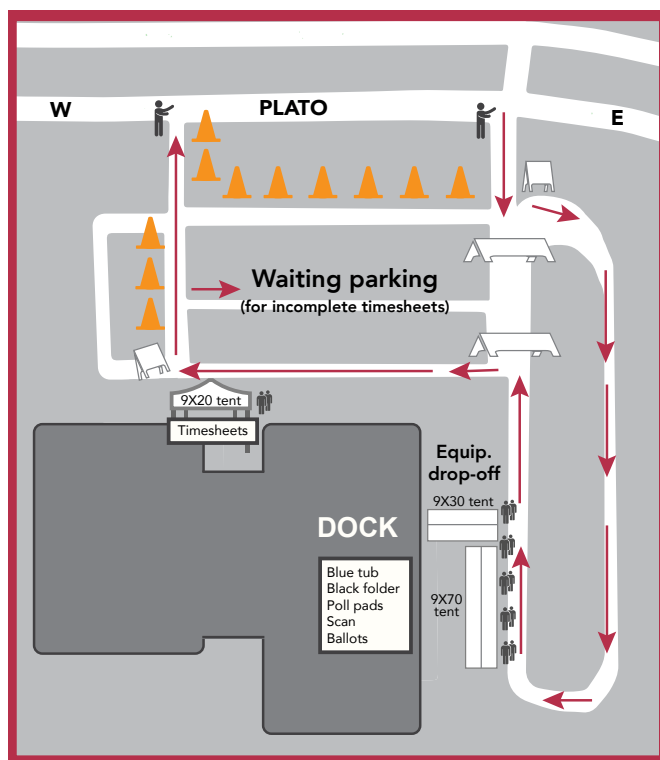 W
PLATO
E
Waiting parking
(for incomplete timesheets)
9X20 tent
Timesheets
Equip.
drop-off
9X30 tent
DOCK
Blue tub
Black folder
Poll pads
Scan
Ballots
9X70
tent